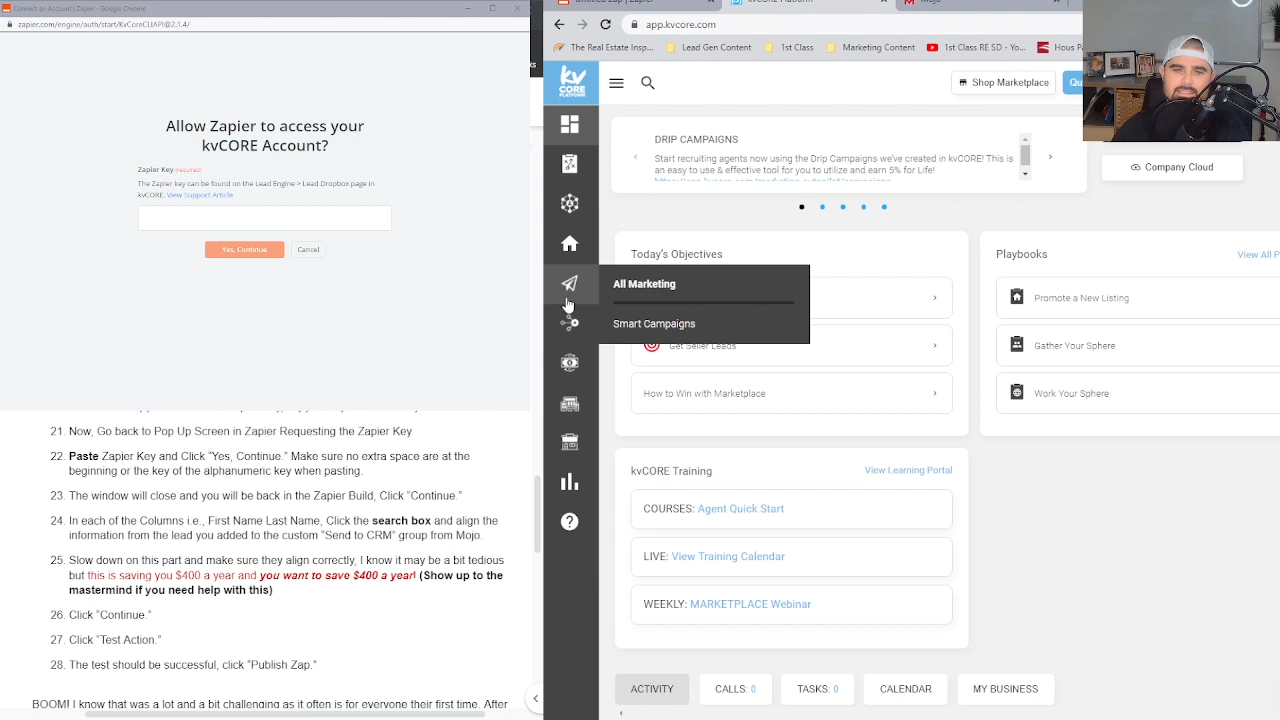 Connect an Account | Zapier - Google Chrome
zapier.com/engine/auth/start/KvCoreCLIAPI@2.1.4/
Allow Zapier to access your
kvCORE Account?
Zapier Key (required)
The Zapier key can be found on the Lead Engine > Lead Dropbox page in
kvCORE. View Support Article
Yes, Continue
Cancel
21. Now, Go back to Pop Up Screen in Zapier Requesting the Zapier Key
22. Paste Zapier Key and Click “Yes, Continue.” Make sure no extra space are at the
beginning or the key of the alphanumeric key when pasting.
23. The window will close and you will be back in the Zapier Build, Click “Continue.”
24. In each of the Columns i.e., First Name Last Name, Click the search box and align the
information from the lead you added to the custom “Send to CRM” group from Mojo.
25. Slow down on this part and make sure they align correctly, I know it may be a bit tedious
but this is saving you $400 a year and you want to save $400 a year! (Show up to the
mastermind if you need help with this)
26. Click “Continue.”
27. Click “Test Action.”
28. The test should be successful, click “Publish Zap.”
BOOM! I know that was a lot and a bit challenging as it often is for everyone their first time. After
app.kvcore.com
The Real Estate Insp...
Lead Gen Content
1st Class
Marketing Content
1st Class RE SD - Yo...
Hous P
kv
CORE
PLATFORM
Shop Marketplace
Qu
DRIP CAMPAIGNS
Start recruiting agents now using the Drip Campaigns we've created in kvCORE! This is
an easy to use & effective tool for you to utilize and earn 5% for Life!
Company Cloud
Today's Objectives
All Marketing
Smart Campaigns
Get Seller Leads
How to Win with Marketplace
Playbooks
View All P
Promote a New Listing
Gather Your Sphere
Work Your Sphere
kvCORE Training
View Learning Portal
COURSES: Agent Quick Start
LIVE: View Training Calendar
WEEKLY: MARKETPLACE Webinar
ACTIVITY
CALLS: 0
TASKS: 0
CALENDAR
MY BUSINESS